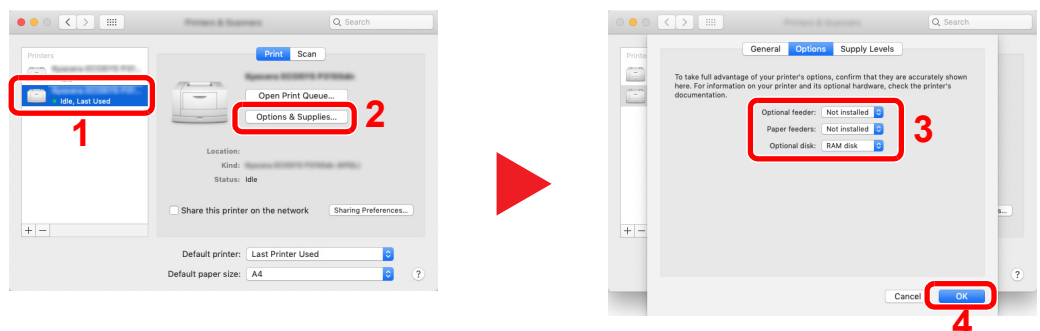 Search
Printers
Print Scan
Idle, Last Used
Open Print Queue...
Options & Supplies...
1
2
Location:
Kind:
Status: Idle
Share this printer on the network Sharing Preferences...
+ −
Default printer: Last Printer Used
Default paper size: A4
?
Search
General Options Supply Levels
To take full advantage of your printer's options, confirm that they are accurately shown
here. For information on your printer and its optional hardware, check the printer's
documentation.
Optional feeder: Not installed
Paper feeders: Not installed
Optional disk: RAM disk
3
+ −
?
Cancel OK
4